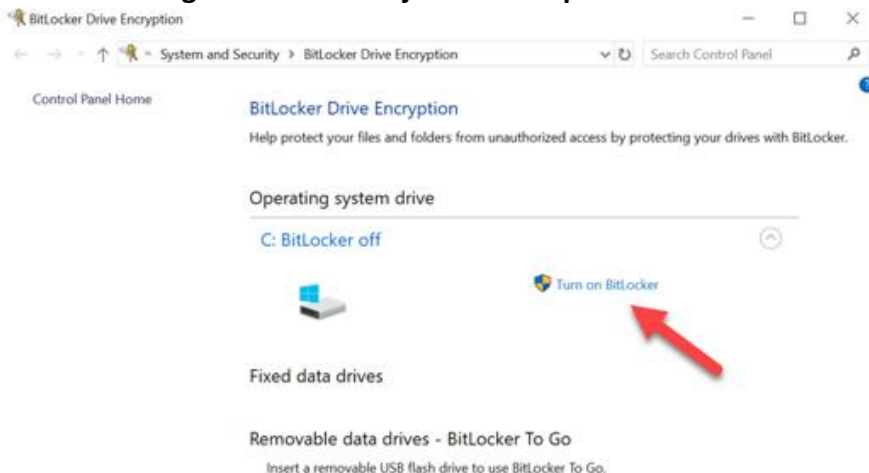 BitLocker Drive Encryption
System and Security > BitLocker Drive Encryption
Search Control Panel
Control Panel Home
BitLocker Drive Encryption
Help protect your files and folders from unauthorized access by protecting your drives with BitLocker.
Operating system drive
C: BitLocker off
Turn on BitLocker
Fixed data drives
Removable data drives - BitLocker To Go
Insert a removable USB flash drive to use BitLocker To Go.